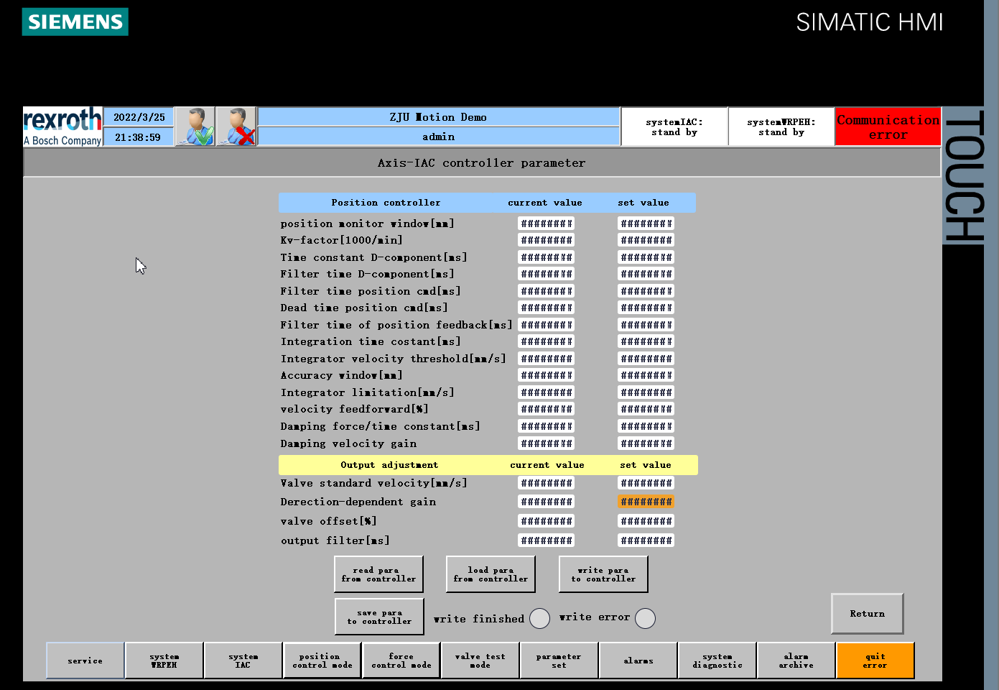 SIEMENS
SIMATIC HMI
TOUCH
rexroth
A Bosch Company
2022/3/25
21:38:59
ZJU Motion Demo
admin
systemIAC:
stand by
systemWRPEH:
stand by
Communication
error
Axis-IAC controller parameter
Position controller current value set value
position monitor window[mm] ######## ########
Kv-factor[1000/min] ######## ########
Time constant D-component[ms] ######## ########
Filter time D-component[ms] ######## ########
Filter time position cmd[ms] ######## ########
Dead time position cmd[ms] ######## ########
Filter time of position feedback[ms] ######## ########
Integration time costant[ms] ######## ########
Integrator velocity threshold[mm/s] ######## ########
Accuracy window[mm] ######## ########
Integrator limitation[mm/s] ######## ########
velocity feedforward[%] ######## ########
Damping force/time constant[ms] ######## ########
Damping velocity gain ######## ########
Output adjustment current value set value
Valve standard velocity[mm/s] ######## ########
Derection-dependent gain ######## ########
valve offset[%] ######## ########
output filter[ms] ######## ########
read para
from controller
load para
from controller
write para
to controller
save para
to controller
write finished
write error
Return
service
system
WRPEH
system
IAC
position
control mode
force
control mode
valve test
mode
parameter
set
alarms
system
diagnostic
alarm
archive
quit
error